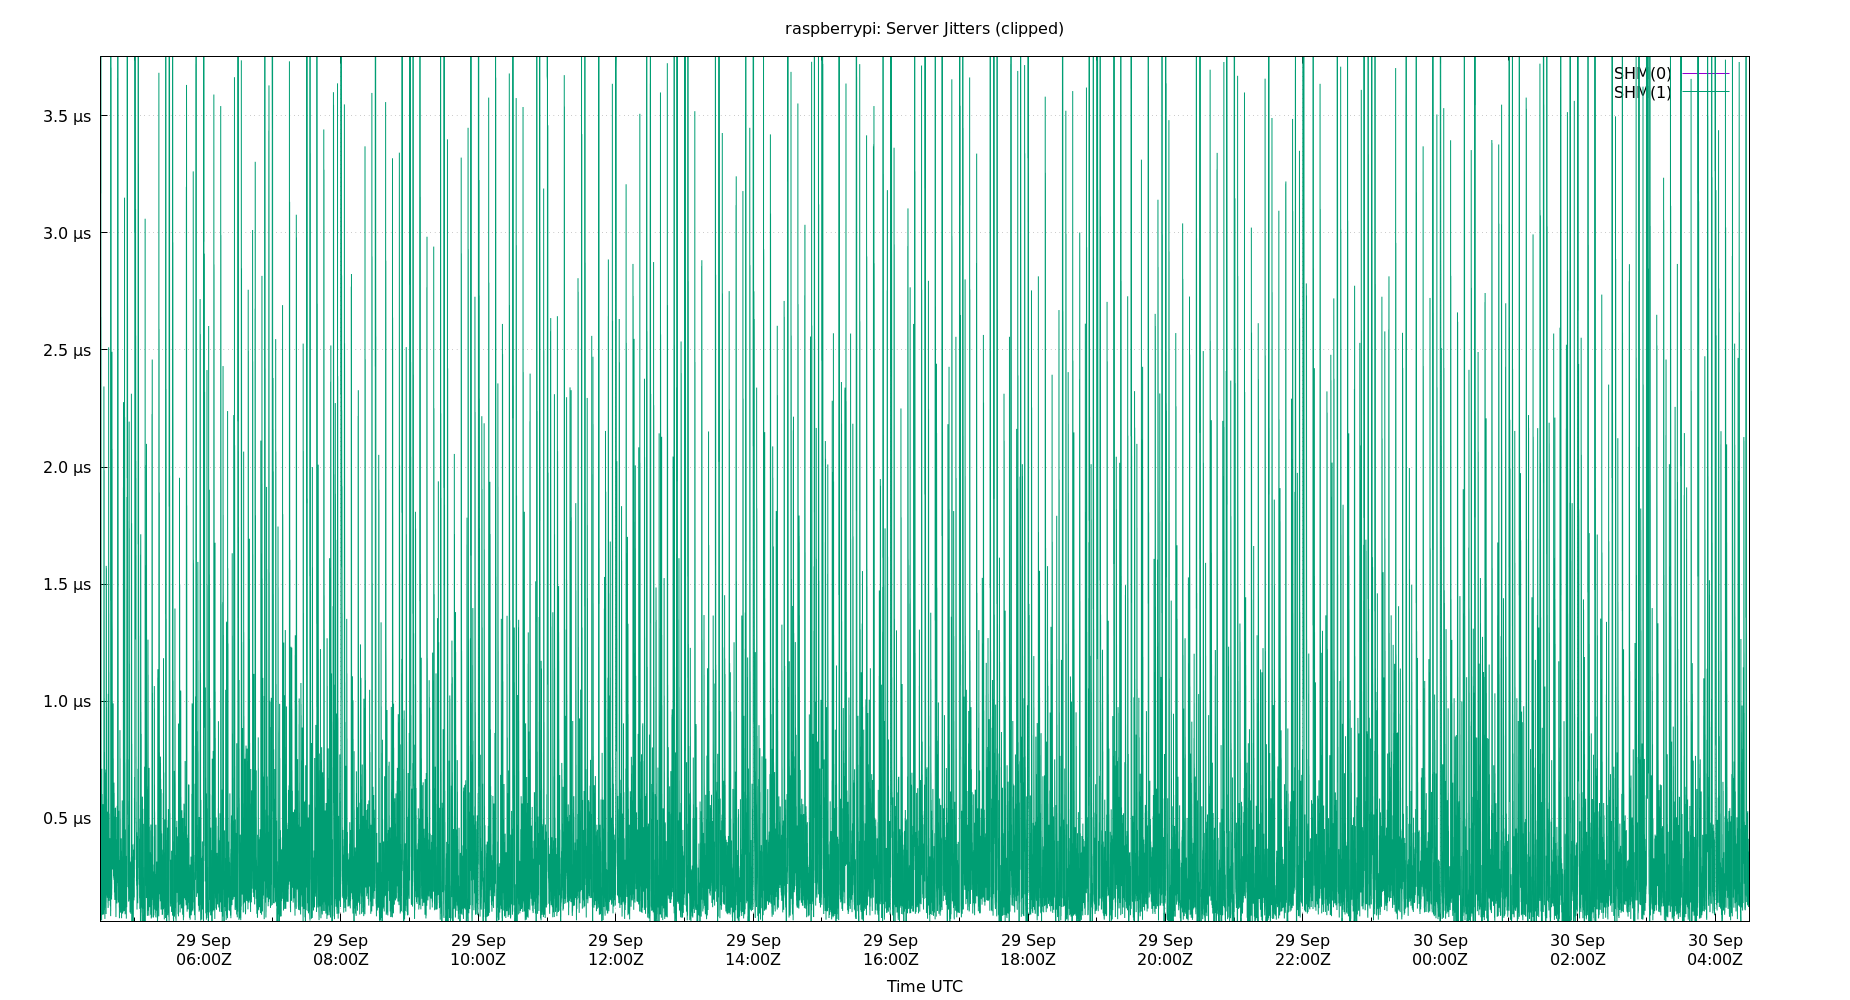 raspberrypi: Server Jitters (clipped)
SHM(0)
SHM(1)
3.5 µs
3.0 µs
2.5 µs
2.0 µs
1.5 µs
1.0 µs
0.5 µs
29 Sep 29 Sep 29 Sep 29 Sep 29 Sep 29 Sep 29 Sep 29 Sep 29 Sep 30 Sep 30 Sep 30 Sep
06:00Z 08:00Z 10:00Z 12:00Z 14:00Z 16:00Z 18:00Z 20:00Z 22:00Z 00:00Z 02:00Z 04:00Z
Time UTC